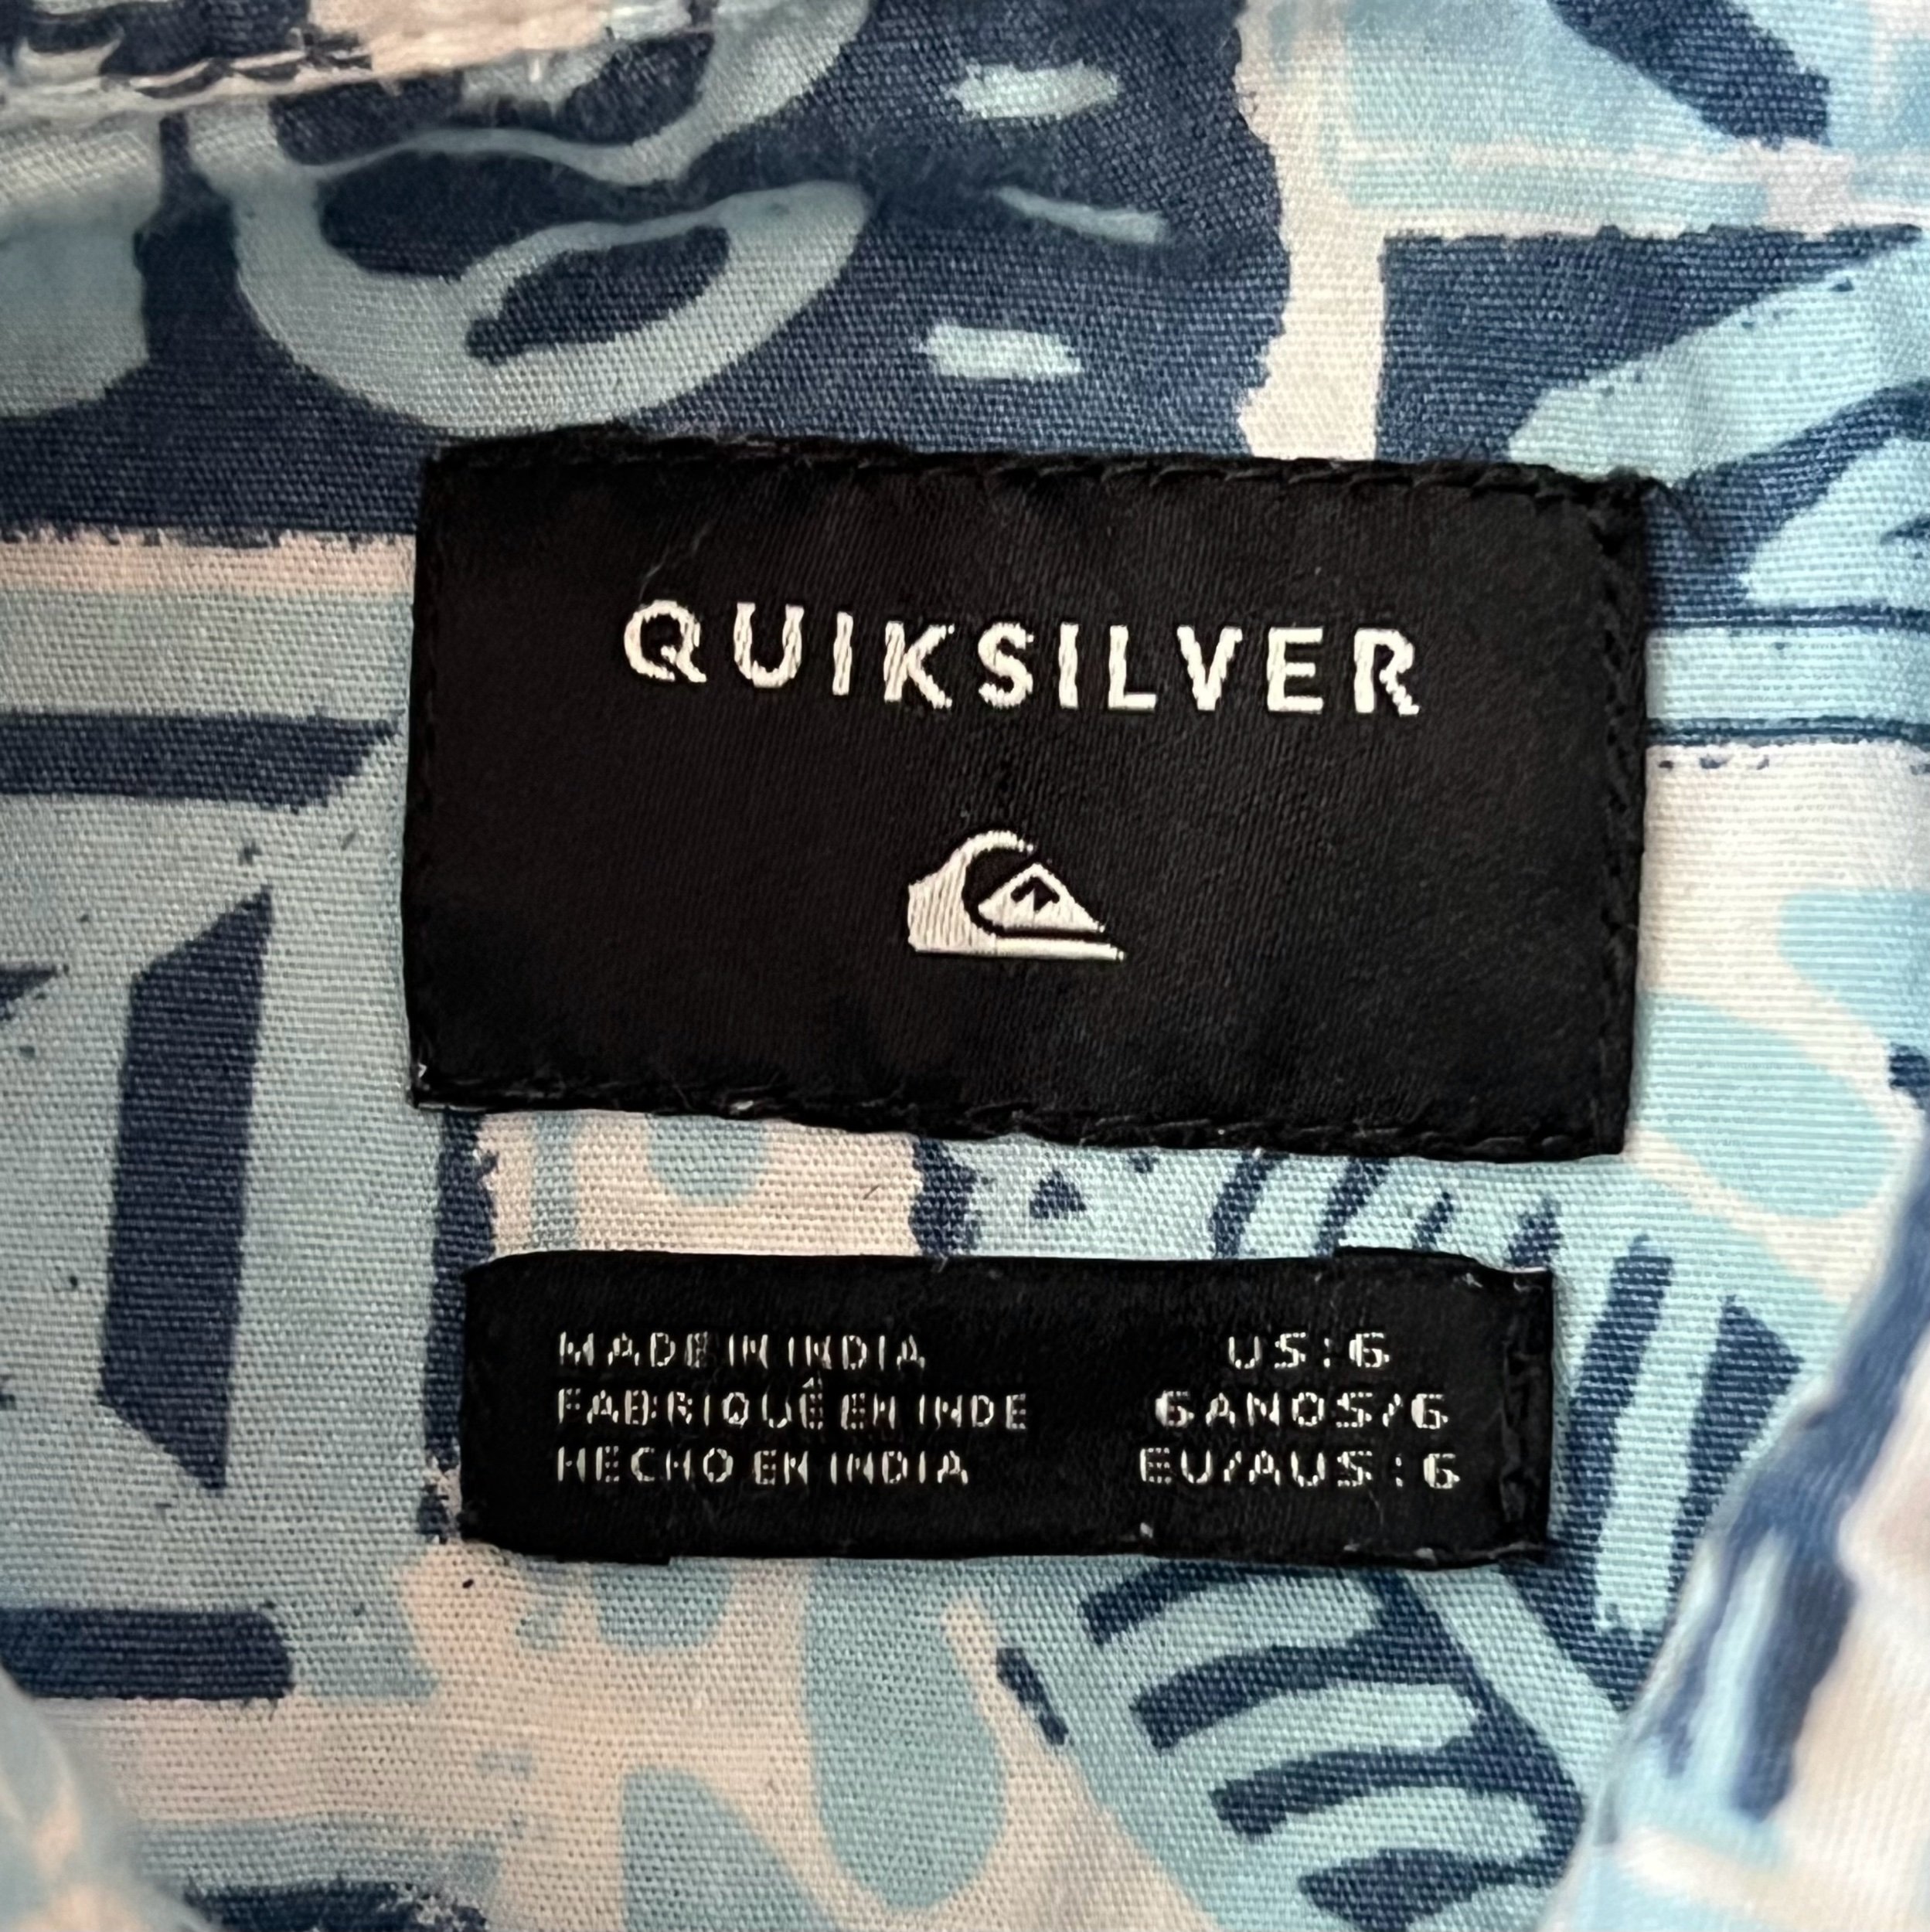 QUIKSILVER
MADE IN INDIA
FABRIQUÉ EN INDE
HECHO EN INDIA
US:6
6ANOS/6
EU/AUS:6